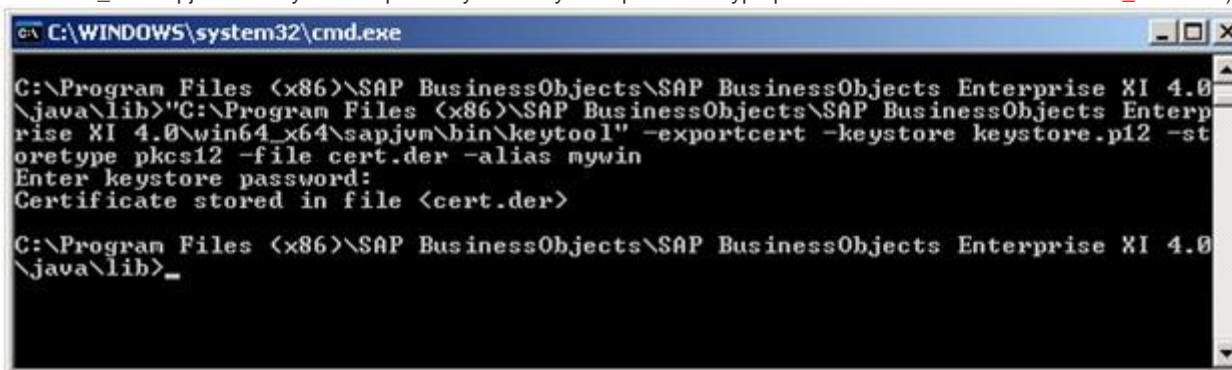 C:\WINDOWS\system32\cmd.exe
C:\Program Files (x86)\SAP BusinessObjects\SAP BusinessObjects Enterprise XI 4.0
\java\lib>"C:\Program Files (x86)\SAP BusinessObjects\SAP BusinessObjects Enterp
rise XI 4.0\win64_x64\sapjvm\bin\keytool" -exportcert -keystore keystore.p12 -st
oretype pkcs12 -file cert.der -alias mywin
Enter keystore password:
Certificate stored in file <cert.der>
C:\Program Files (x86)\SAP BusinessObjects\SAP BusinessObjects Enterprise XI 4.0
\java\lib>_